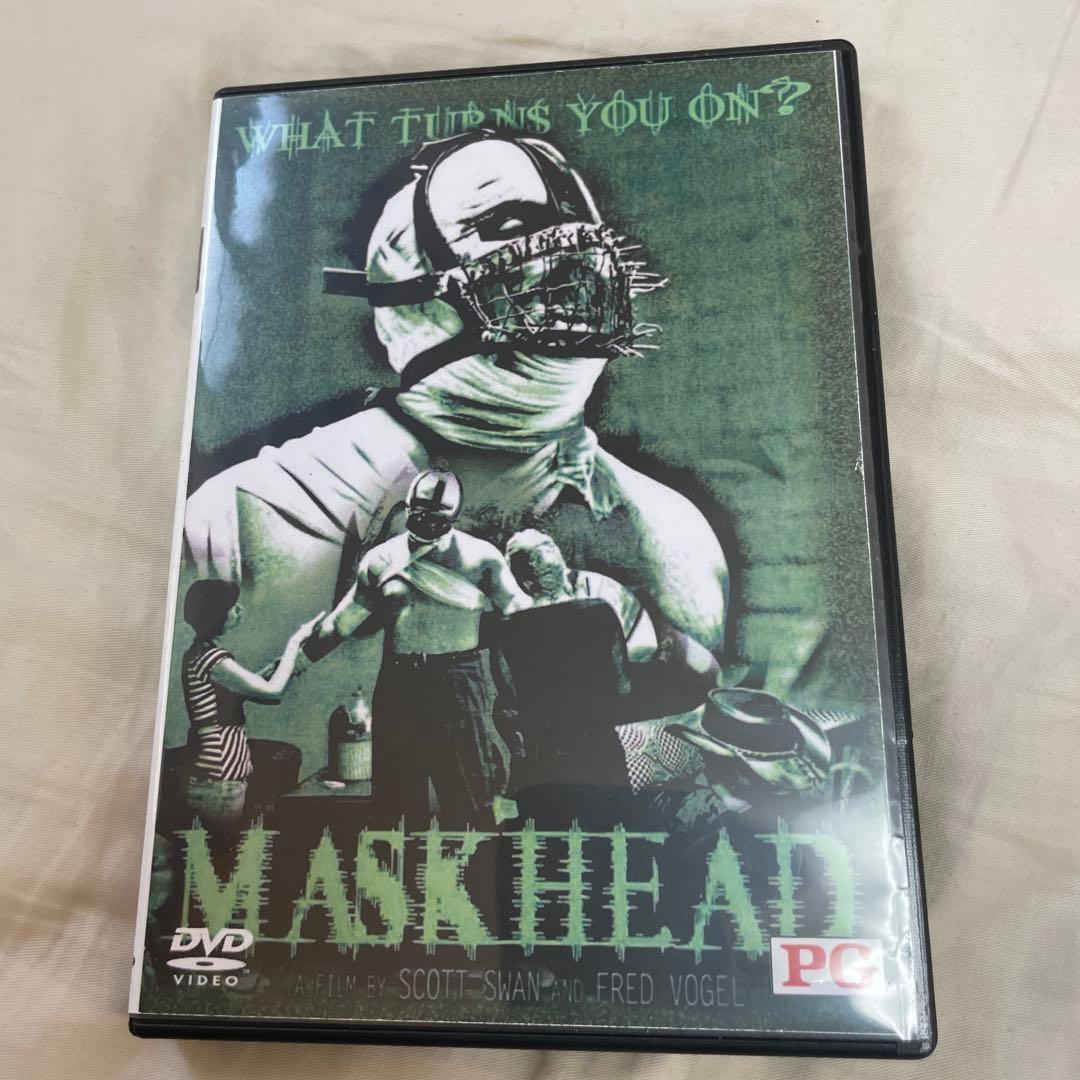 WHAT TURNS YOU ON?
MASKHEAD
DVD
VIDEO
A FILM BY SCOTT SWAN AND FRED VOGEL
PG